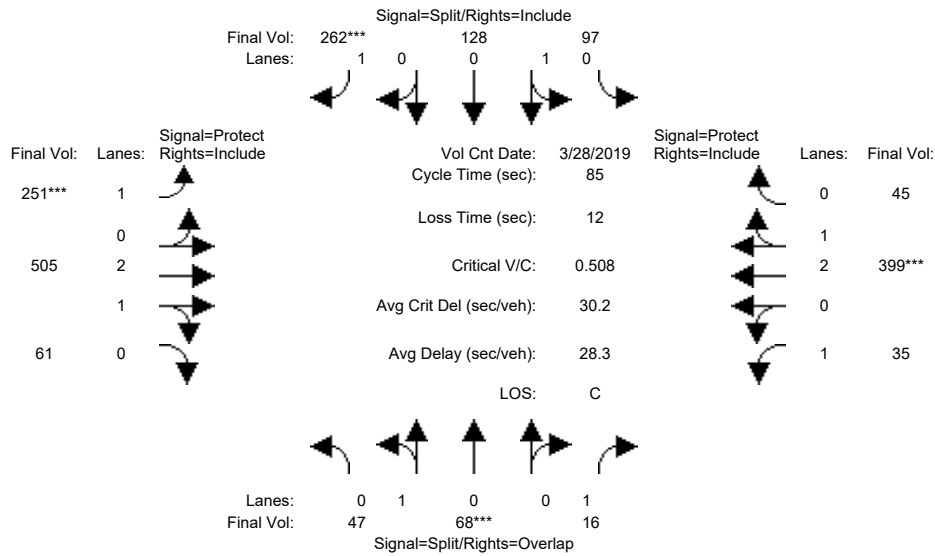 Signal=Split/Rights=Include
Final Vol: 262*** 128 97
Lanes: 1 0 0 1 0
Signal=Protect Signal=Protect
Final Vol: Lanes: Rights=Include Vol Cnt Date: 3/28/2019 Rights=Include Lanes: Final Vol:
Cycle Time (sec): 85
251*** 1 0 45
Loss Time (sec): 12
0 1
505 2 Critical V/C: 0.508 2 399***
1 Avg Crit Del (sec/veh): 30.2 0
61 0 Avg Delay (sec/veh): 28.3 1 35
LOS: C
Lanes: 0 1 0 0 1
Final Vol: 47 68*** 16
Signal=Split/Rights=Overlap